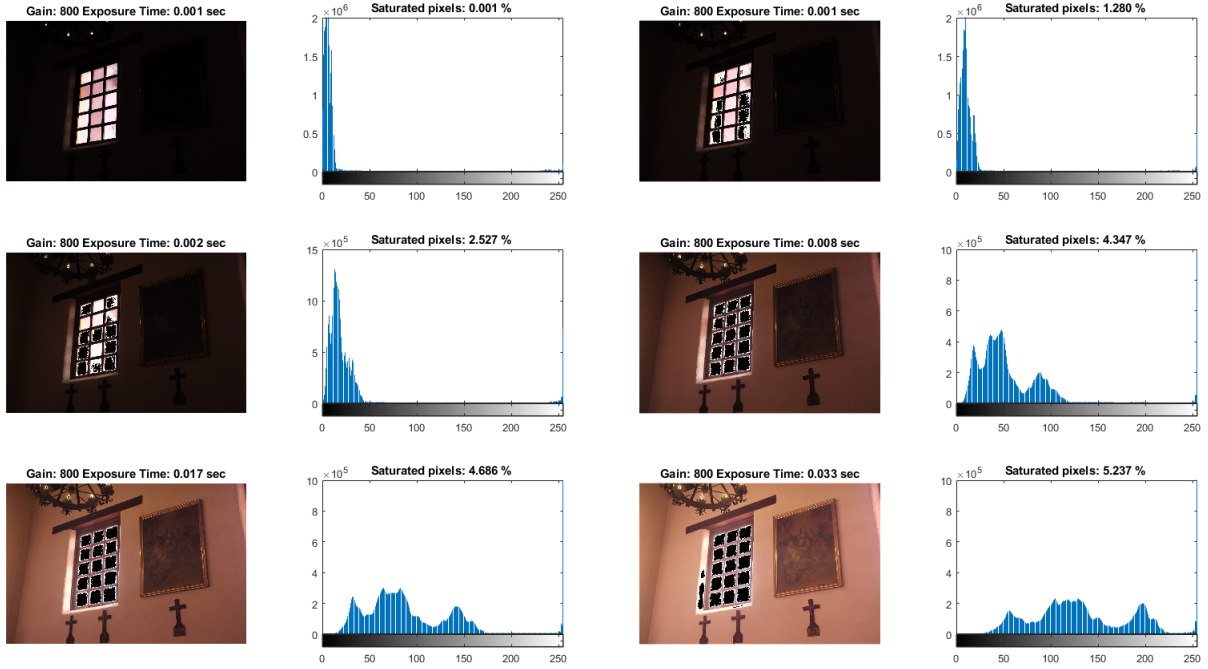 Gain: 800 Exposure Time: 0.001 sec
Saturated pixels: 0.001 %
× 10^6
2
1.5
1
0.5
0
0 50 100 150 200 250
Gain: 800 Exposure Time: 0.001 sec
Saturated pixels: 1.280 %
× 10^6
2
1.5
1
0.5
0
0 50 100 150 200 250
Gain: 800 Exposure Time: 0.002 sec
Saturated pixels: 2.527 %
× 10^5
15
10
5
0
0 50 100 150 200 250
Gain: 800 Exposure Time: 0.008 sec
Saturated pixels: 4.347 %
× 10^5
10
8
6
4
2
0
0 50 100 150 200 250
Gain: 800 Exposure Time: 0.017 sec
Saturated pixels: 4.686 %
× 10^5
10
8
6
4
2
0
0 50 100 150 200 250
Gain: 800 Exposure Time: 0.033 sec
Saturated pixels: 5.237 %
× 10^5
10
8
6
4
2
0
0 50 100 150 200 250